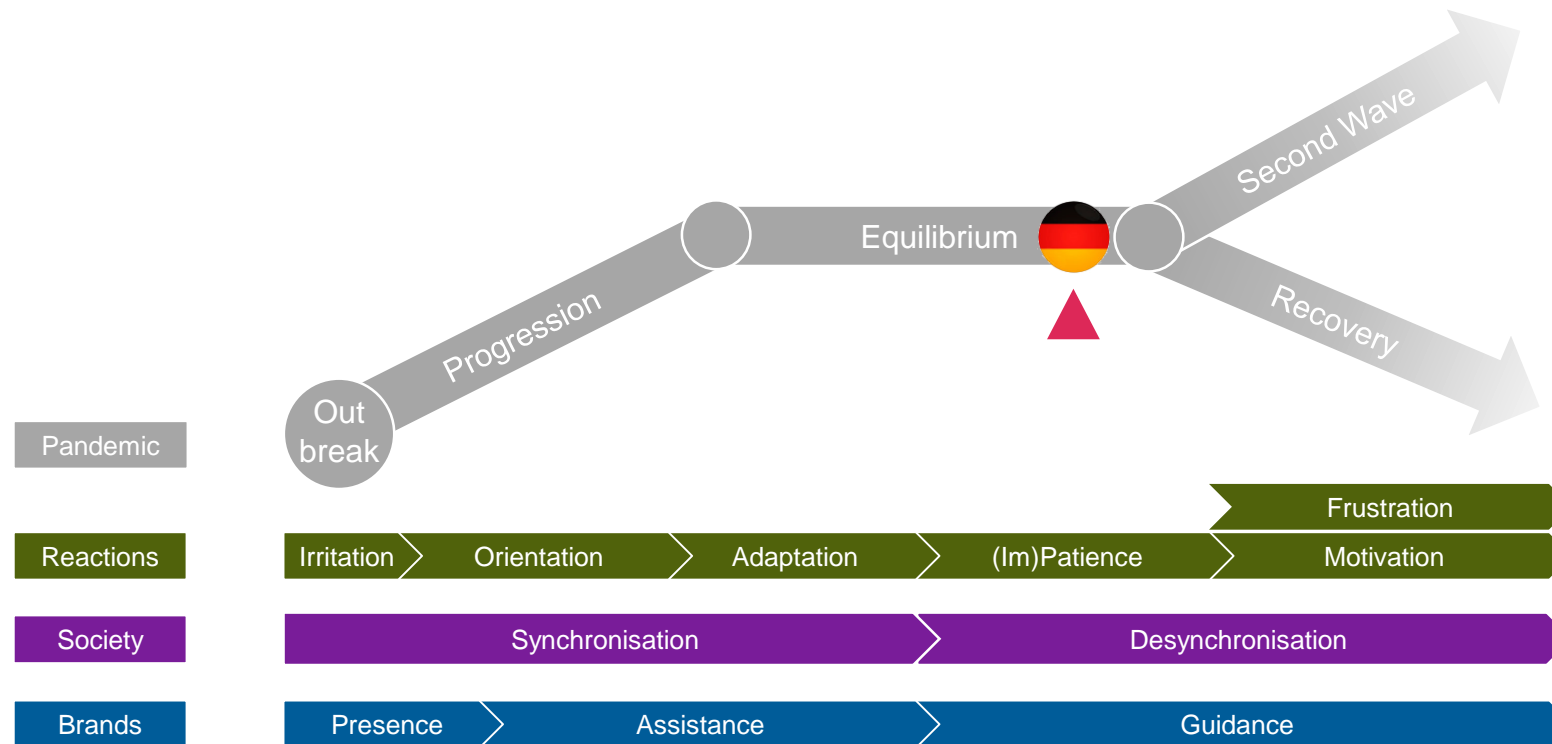 Second Wave
Equilibrium
Recovery
Progression
Out
break
Pandemic
Frustration
Reactions
Irritation
Orientation
Adaptation
(Im)Patience
Motivation
Society
Synchronisation
Desynchronisation
Brands
Presence
Assistance
Guidance